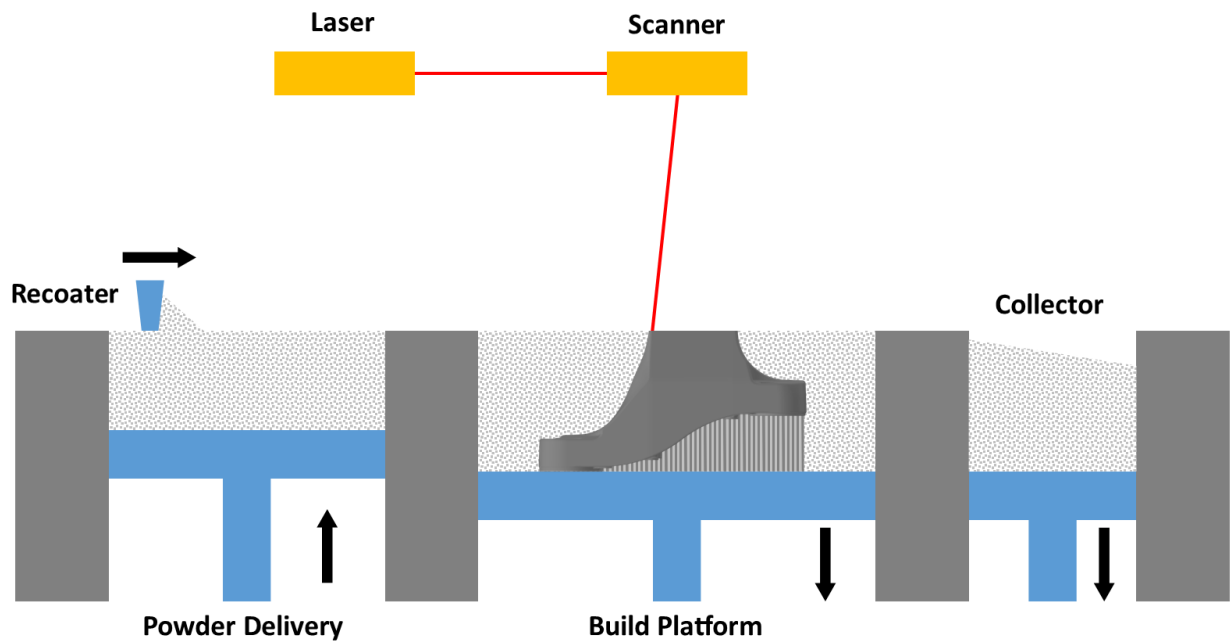 Laser
Scanner
Recoater
Collector
Powder Delivery
Build Platform